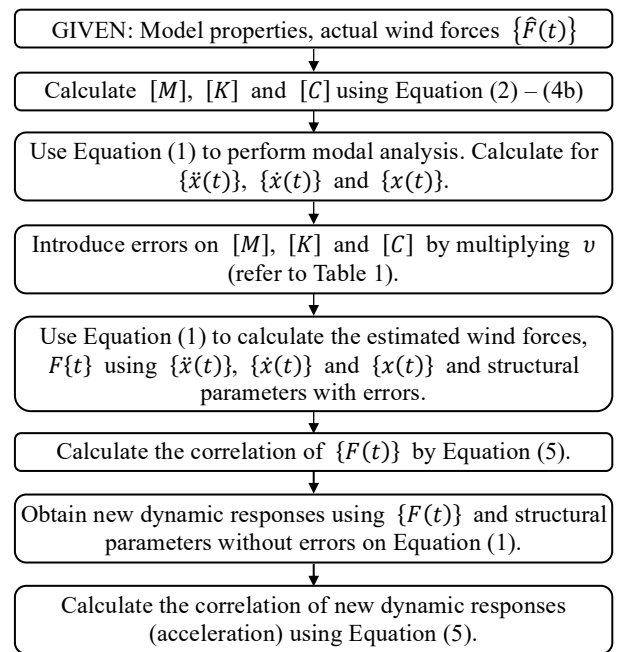 GIVEN: Model properties, actual wind forces {F̂(t)}
Calculate [M], [K] and [C] using Equation (2) – (4b)
Use Equation (1) to perform modal analysis. Calculate for
{ẍ(t)}, {ẋ(t)} and {x(t)}.
Introduce errors on [M], [K] and [C] by multiplying υ
(refer to Table 1).
Use Equation (1) to calculate the estimated wind forces,
F{t} using {ẍ(t)}, {ẋ(t)} and {x(t)} and structural
parameters with errors.
Calculate the correlation of {F(t)} by Equation (5).
Obtain new dynamic responses using {F(t)} and structural
parameters without errors on Equation (1).
Calculate the correlation of new dynamic responses
(acceleration) using Equation (5).